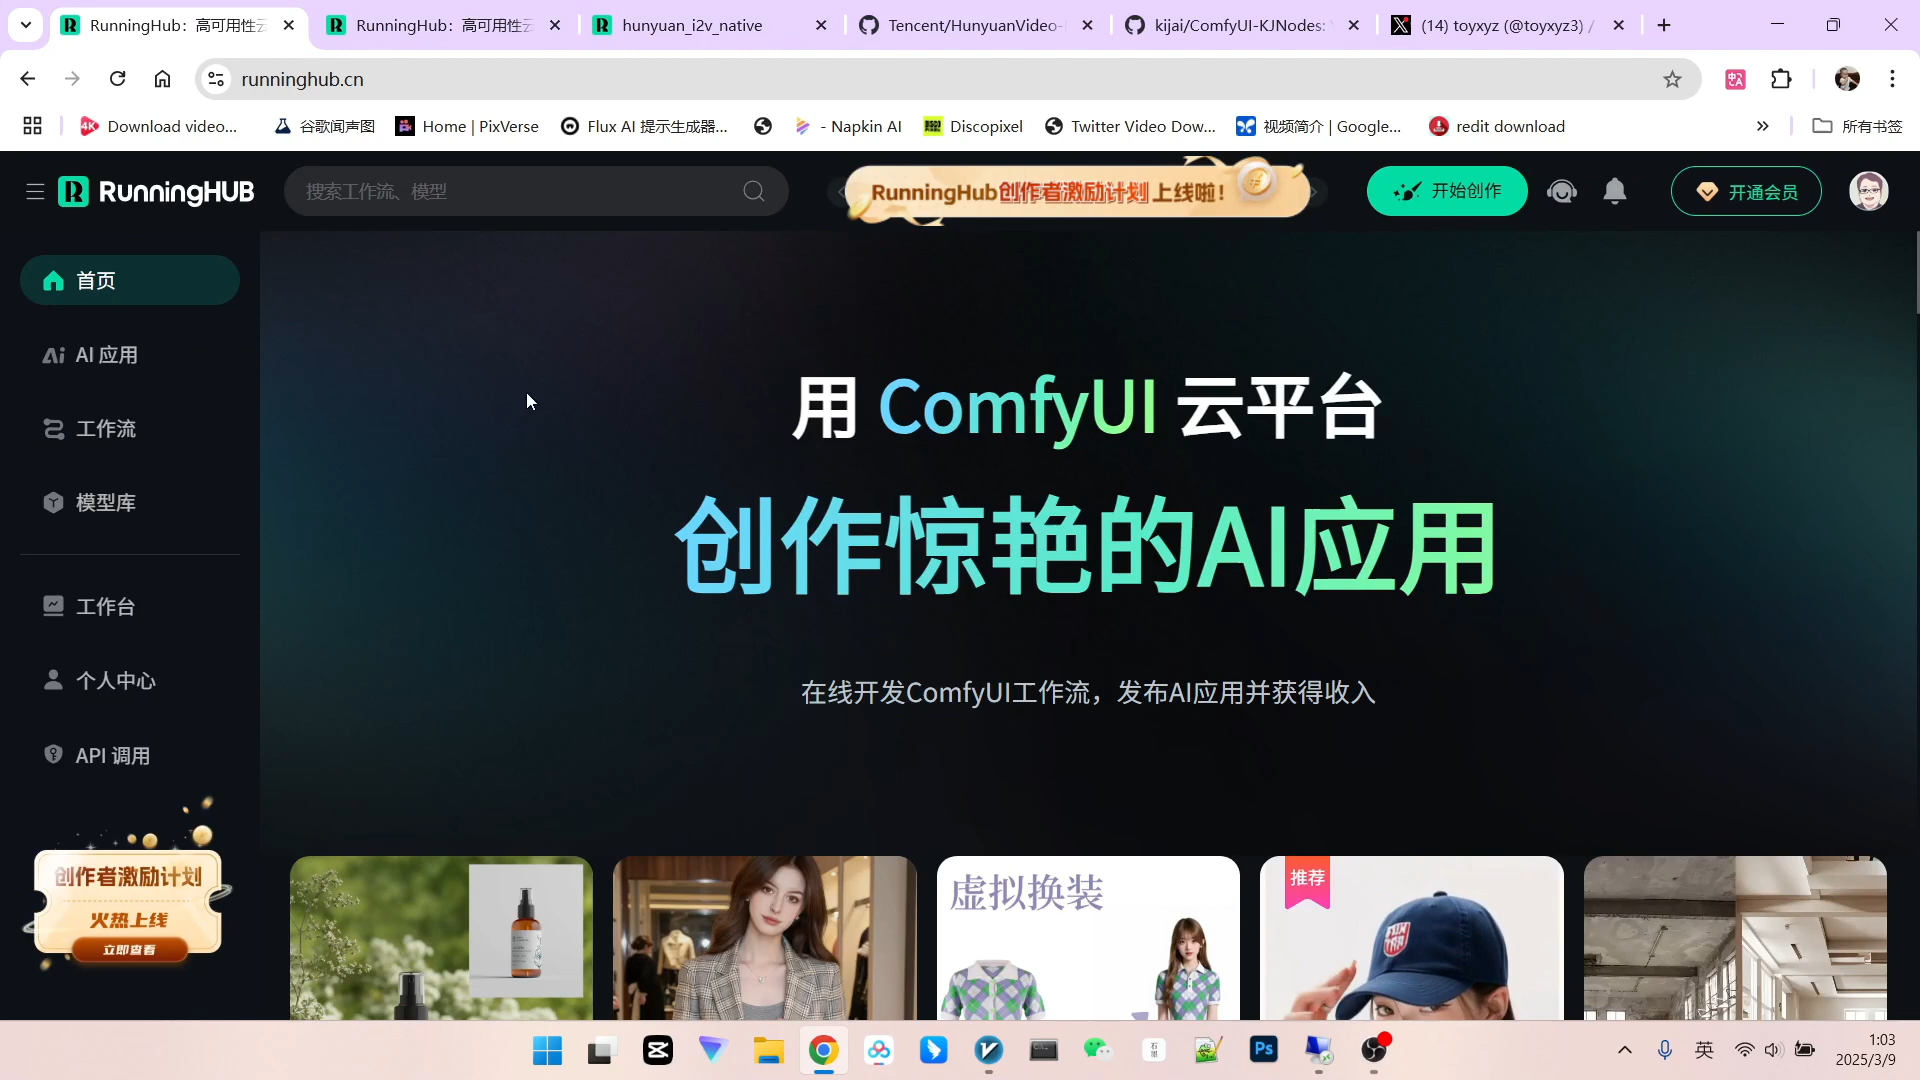 RunningHub：高可用性云
RunningHub：高可用性云
hunyuan_i2v_native
Tencent/HunyuanVideo-
kijai/ComfyUI-KJNodes:
(14) toyxyz (@toyxyz3) /
runninghub.cn
Download video...
谷歌闻声图
Home | PixVerse
Flux AI 提示生成器...
- Napkin AI
Discopixel
Twitter Video Dow...
视频简介 | Google...
redit download
所有书签
RunningHUB
搜索工作流、模型
RunningHub创作者激励计划上线啦！
开始创作
开通会员
首页
AI 应用
工作流
模型库
工作台
个人中心
API 调用
创作者激励计划
火热上线
立即查看
用 ComfyUI 云平台
创作惊艳的AI应用
在线开发ComfyUI工作流，发布AI应用并获得收入
虚拟换装
推荐
英
1:03
2025/3/9